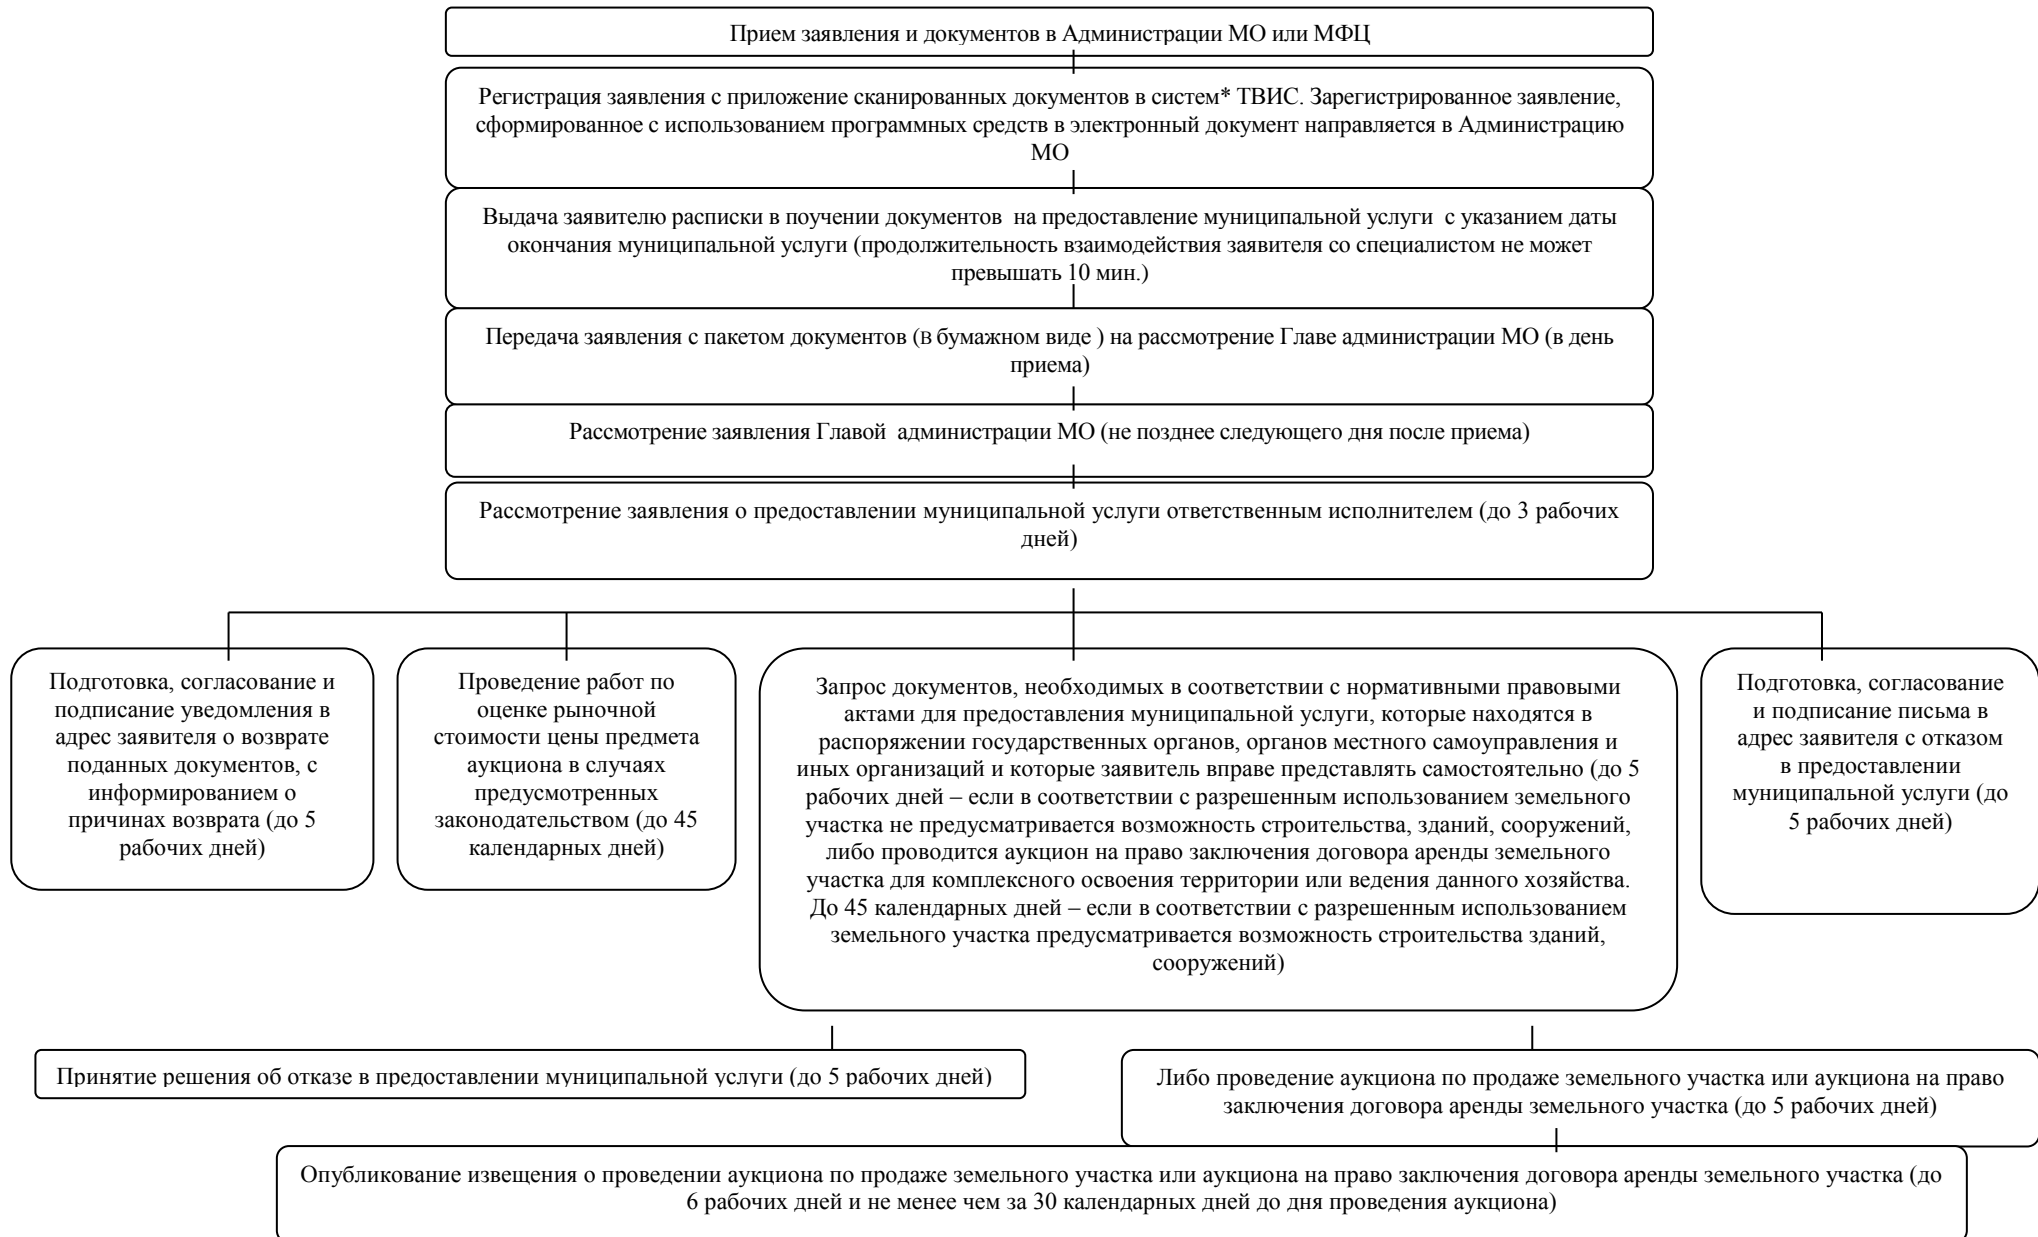 Прием заявления и документов в Администрации МО или МФЦ
Регистрация заявления с приложение сканированных документов в систем* ТВИС. Зарегистрированное заявление,
сформированное с использованием программных средств в электронный документ направляется в Администрацию
МО
Выдача заявителю расписки в поучении документов на предоставление муниципальной услуги с указанием даты
окончания муниципальной услуги (продолжительность взаимодействия заявителя со специалистом не может
превышать 10 мин.)
Передача заявления с пакетом документов (в бумажном виде ) на рассмотрение Главе администрации МО (в день
приема)
Рассмотрение заявления Главой администрации МО (не позднее следующего дня после приема)
Рассмотрение заявления о предоставлении муниципальной услуги ответственным исполнителем (до 3 рабочих
дней)
Подготовка, согласование и
подписание уведомления в
адрес заявителя о возврате
поданных документов, с
информированием о
причинах возврата (до 5
рабочих дней)
Проведение работ по
оценке рыночной
стоимости цены предмета
аукциона в случаях
предусмотренных
законодательством (до 45
календарных дней)
Запрос документов, необходимых в соответствии с нормативными правовыми
актами для предоставления муниципальной услуги, которые находятся в
распоряжении государственных органов, органов местного самоуправления и
иных организаций и которые заявитель вправе представлять самостоятельно (до 5
рабочих дней – если в соответствии с разрешенным использованием земельного
участка не предусматривается возможность строительства, зданий, сооружений,
либо проводится аукцион на право заключения договора аренды земельного
участка для комплексного освоения территории или ведения данного хозяйства.
До 45 календарных дней – если в соответствии с разрешенным использованием
земельного участка предусматривается возможность строительства зданий,
сооружений)
Подготовка, согласование
и подписание письма в
адрес заявителя с отказом
в предоставлении
муниципальной услуги (до
5 рабочих дней)
Принятие решения об отказе в предоставлении муниципальной услуги (до 5 рабочих дней)
Либо проведение аукциона по продаже земельного участка или аукциона на право
заключения договора аренды земельного участка (до 5 рабочих дней)
Опубликование извещения о проведении аукциона по продаже земельного участка или аукциона на право заключения договора аренды земельного участка (до
6 рабочих дней и не менее чем за 30 календарных дней до дня проведения аукциона)